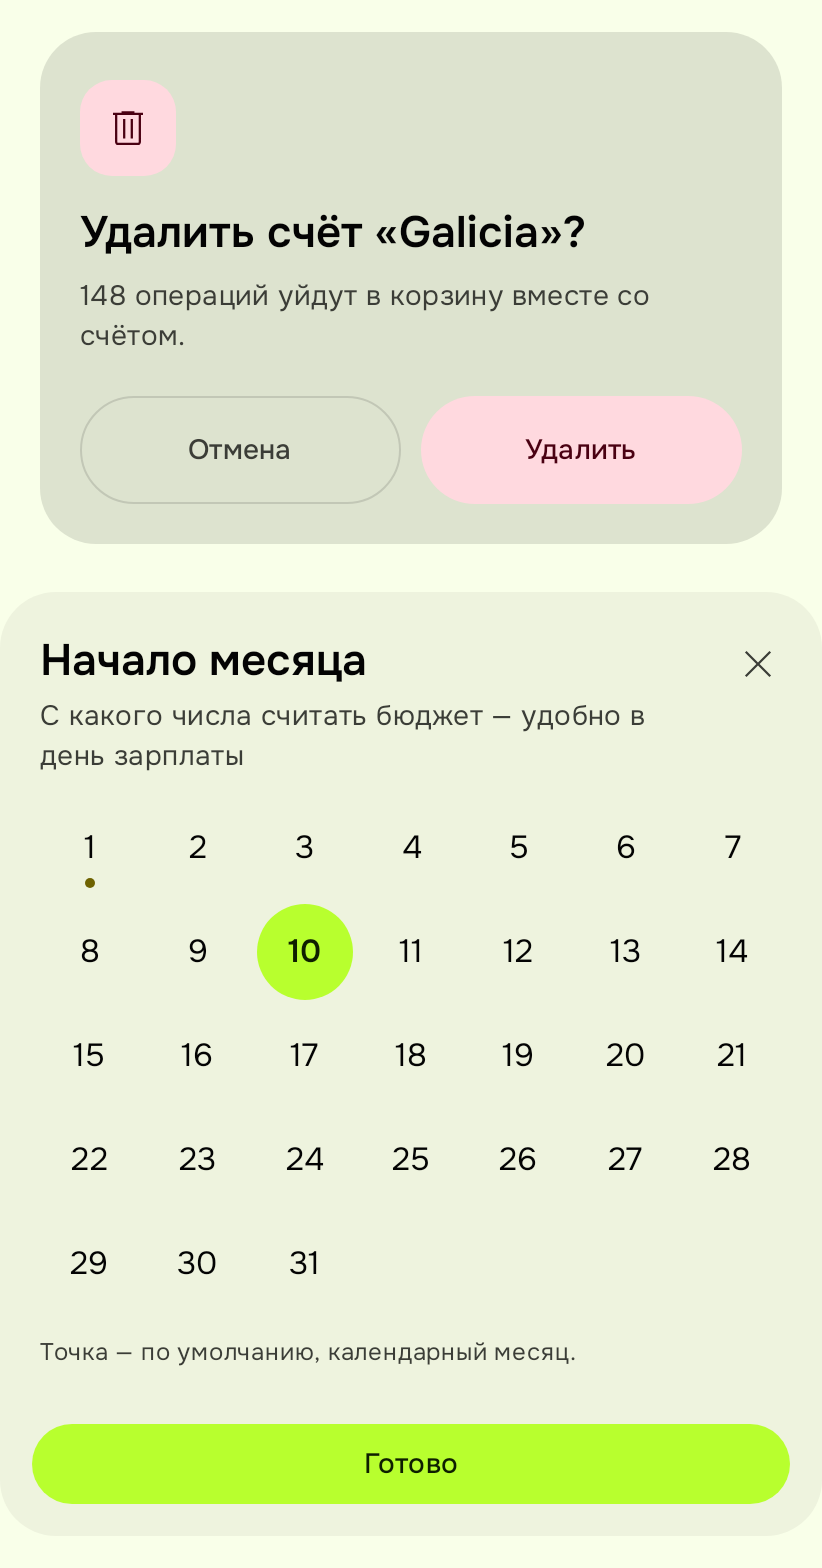 Удалить счёт «Galicia»?
148 операций уйдут в корзину вместе со
счётом.
Отмена
Удалить
Начало месяца
С какого числа считать бюджет — удобно в
день зарплаты
1 2 3 4 5 6 7
8 9 10 11 12 13 14
15 16 17 18 19 20 21
22 23 24 25 26 27 28
29 30 31
Точка — по умолчанию, календарный месяц.
Готово